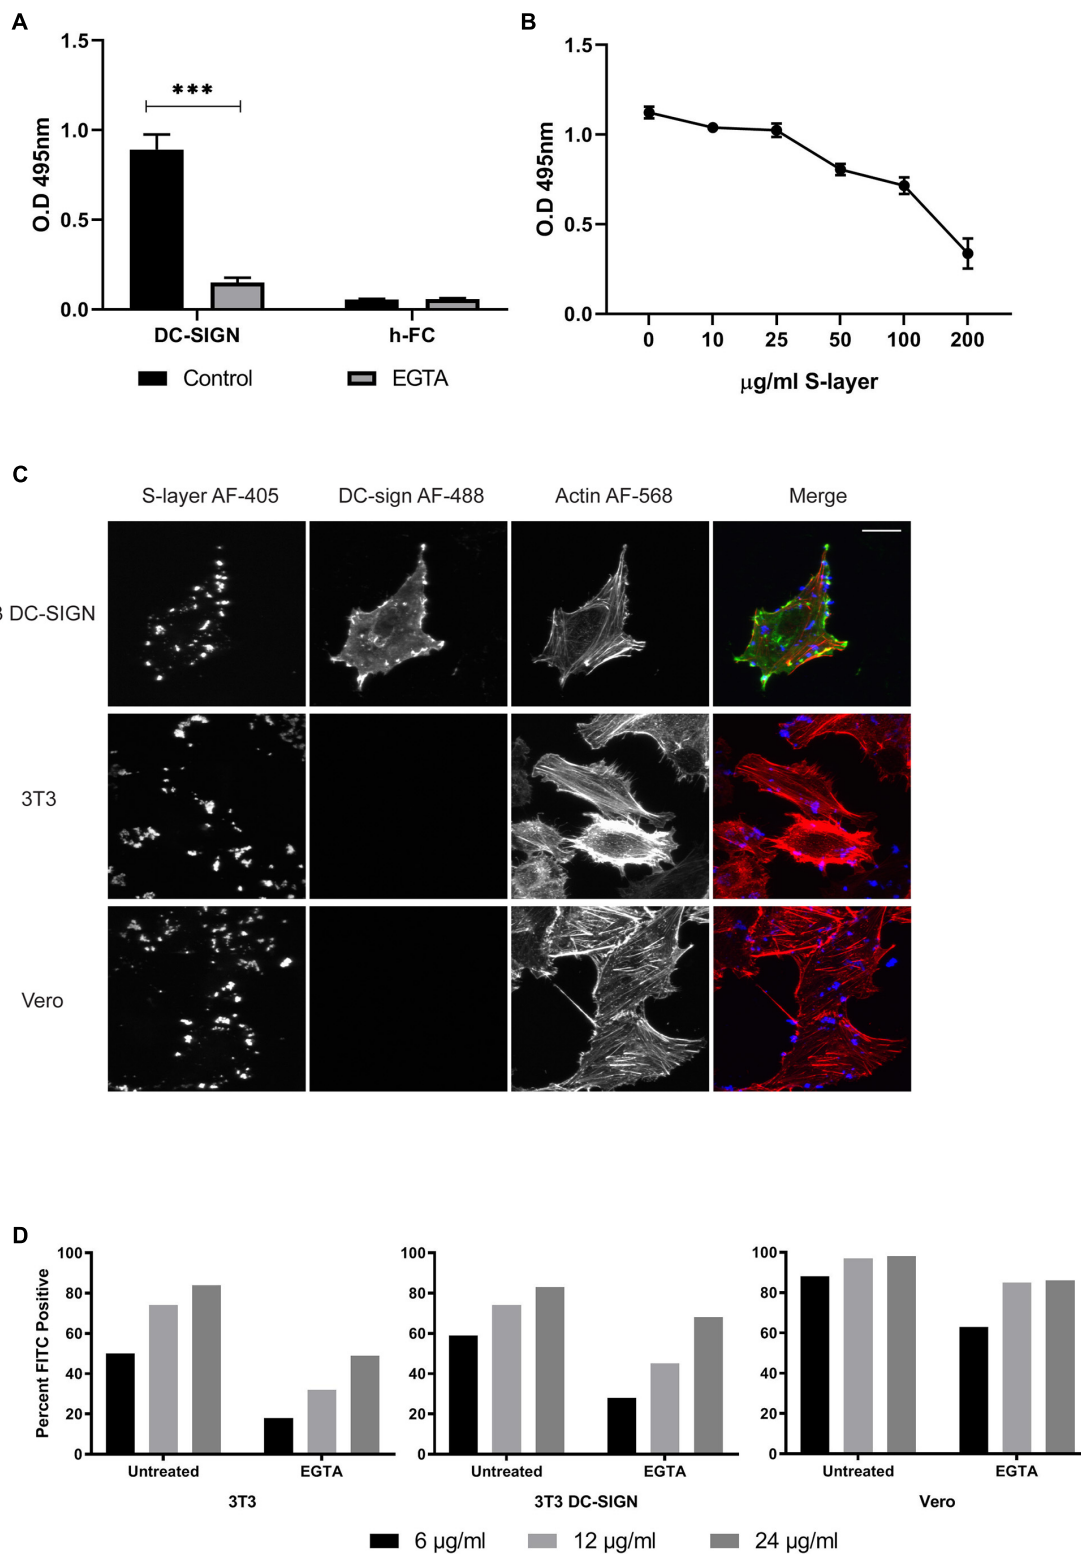 A
1.5
1.0
0.5
0.0
O.D 495nm
***
DC-SIGN
h-FC
Control
EGTA
B
1.5
1.0
0.5
0.0
O.D 495nm
0 10 25 50 100 200
µg/ml S-layer
C
S-layer AF-405 DC-sign AF-488 Actin AF-568 Merge
DC-SIGN
3T3
Vero
D
Percent FITC Positive
100
80
60
40
20
0
Untreated EGTA
3T3
100
80
60
40
20
0
Untreated EGTA
3T3 DC-SIGN
100
80
60
40
20
0
Untreated EGTA
Vero
6 µg/ml 12 µg/ml 24 µg/ml